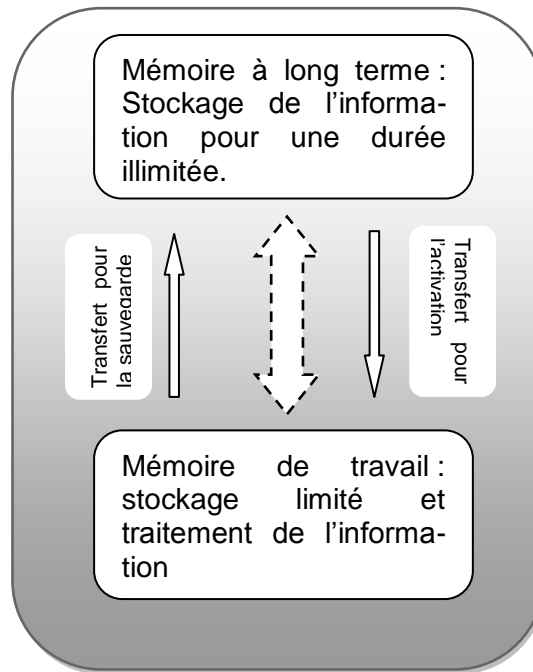 Mémoire à long terme :
Stockage de l'informa-
tion pour une durée
illimitée.
Transfert pour
la sauvegarde
Transfert pour
l'activation
Mémoire de travail :
stockage limité et
traitement de l'informa-
tion